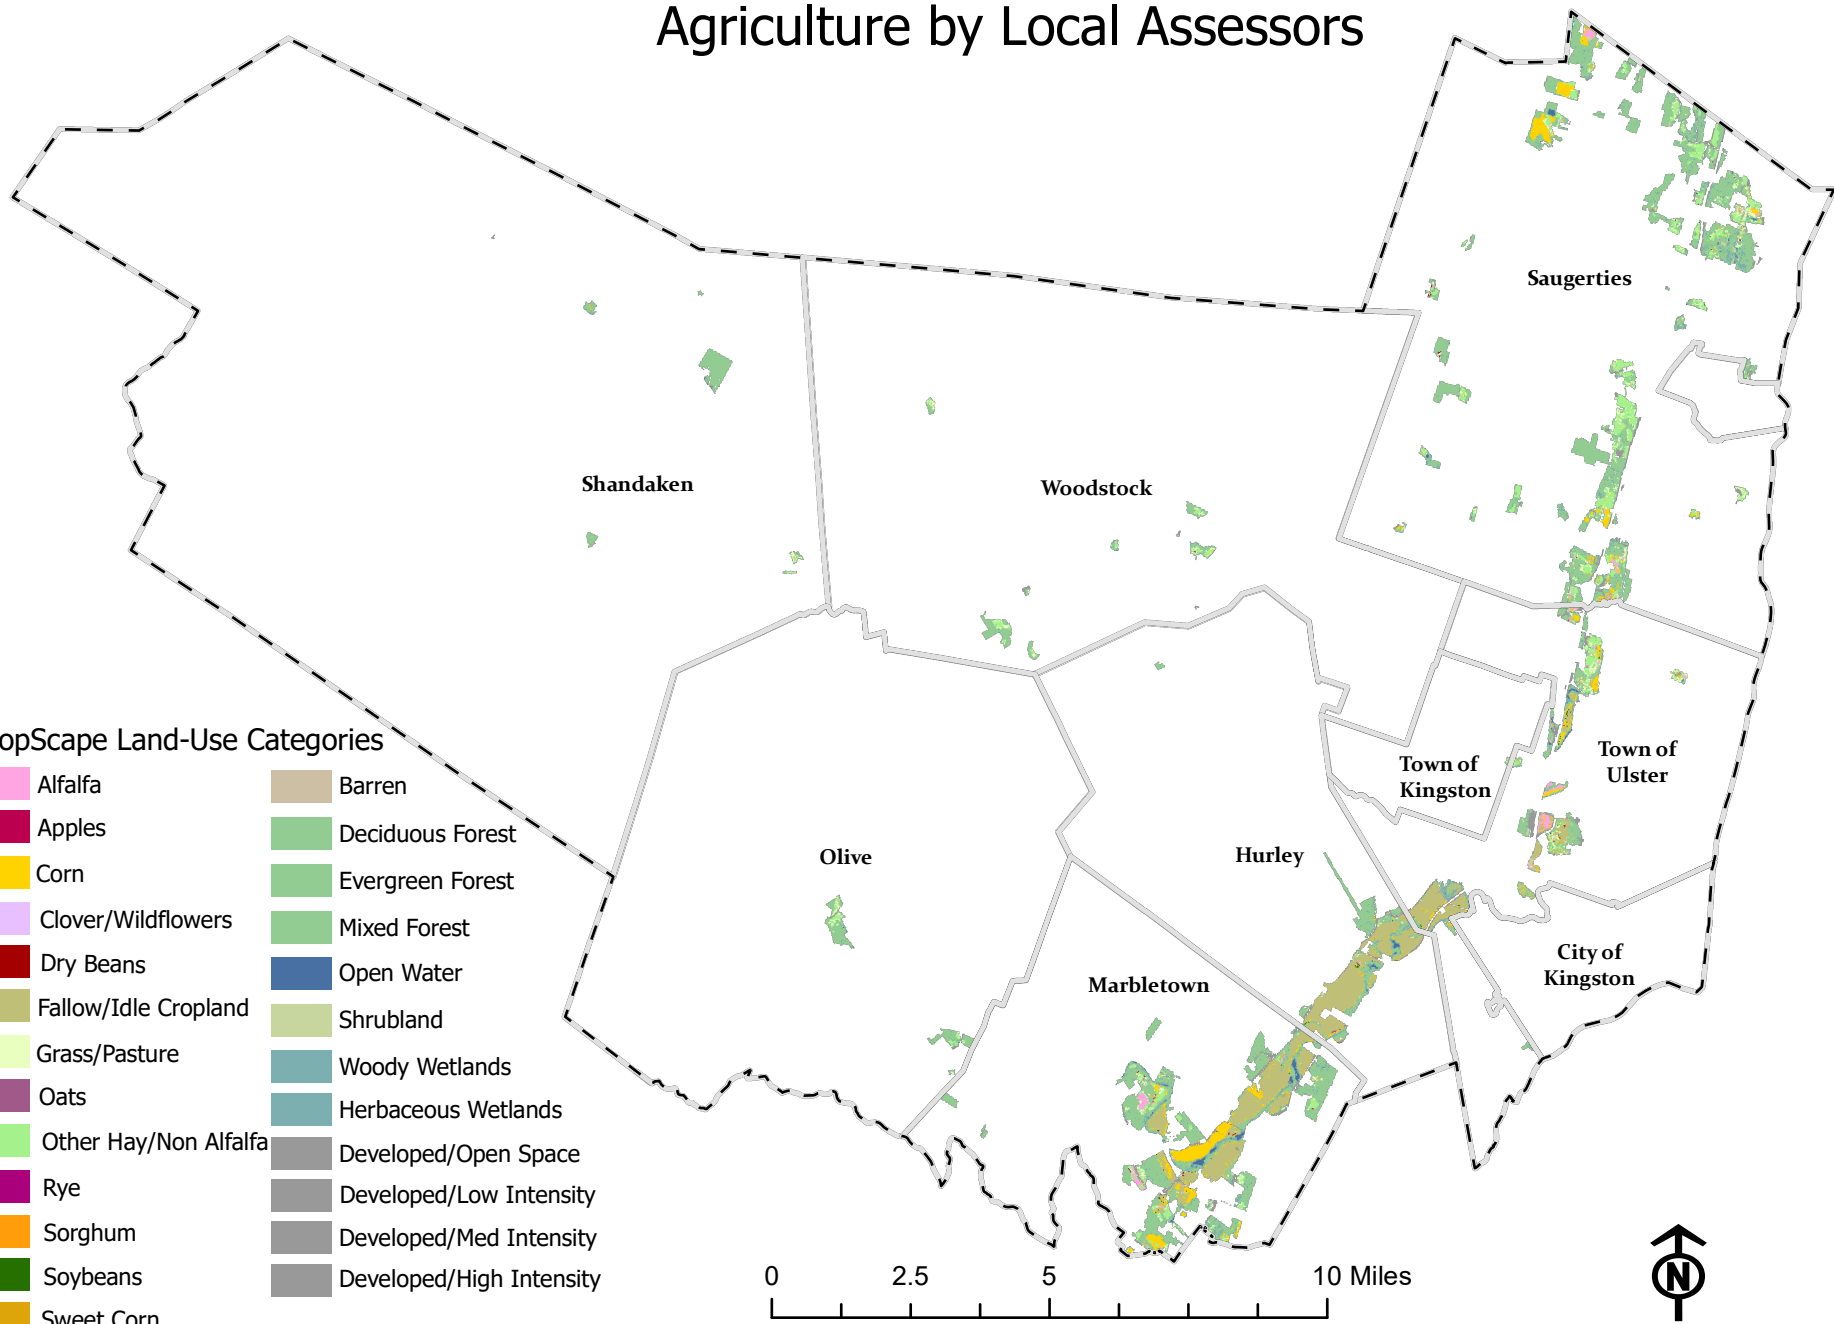 Agriculture by Local Assessors
Saugerties
Shandaken
Woodstock
Town of
Ulster
Town of
Kingston
Olive
Hurley
City of
Kingston
Marbletown
opScape Land-Use Categories
Alfalfa
Apples
Corn
Clover/Wildflowers
Dry Beans
Fallow/Idle Cropland
Grass/Pasture
Oats
Other Hay/Non Alfalfa
Rye
Sorghum
Soybeans
Sweet Corn
Barren
Deciduous Forest
Evergreen Forest
Mixed Forest
Open Water
Shrubland
Woody Wetlands
Herbaceous Wetlands
Developed/Open Space
Developed/Low Intensity
Developed/Med Intensity
Developed/High Intensity
0 2.5 5 10 Miles
N